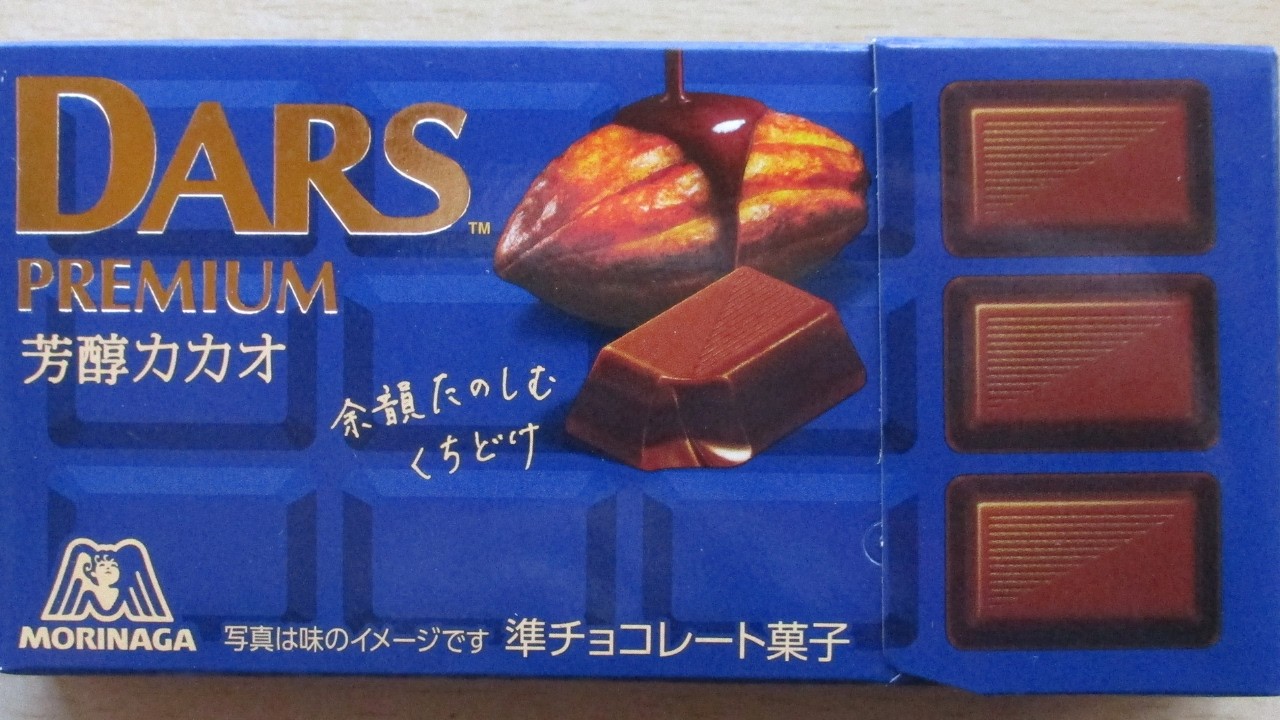 DARS™
PREMIUM
芳醇カカオ
余韻たのしむ
くちどけ
MORINAGA
写真は味のイメージです 準チョコレート菓子